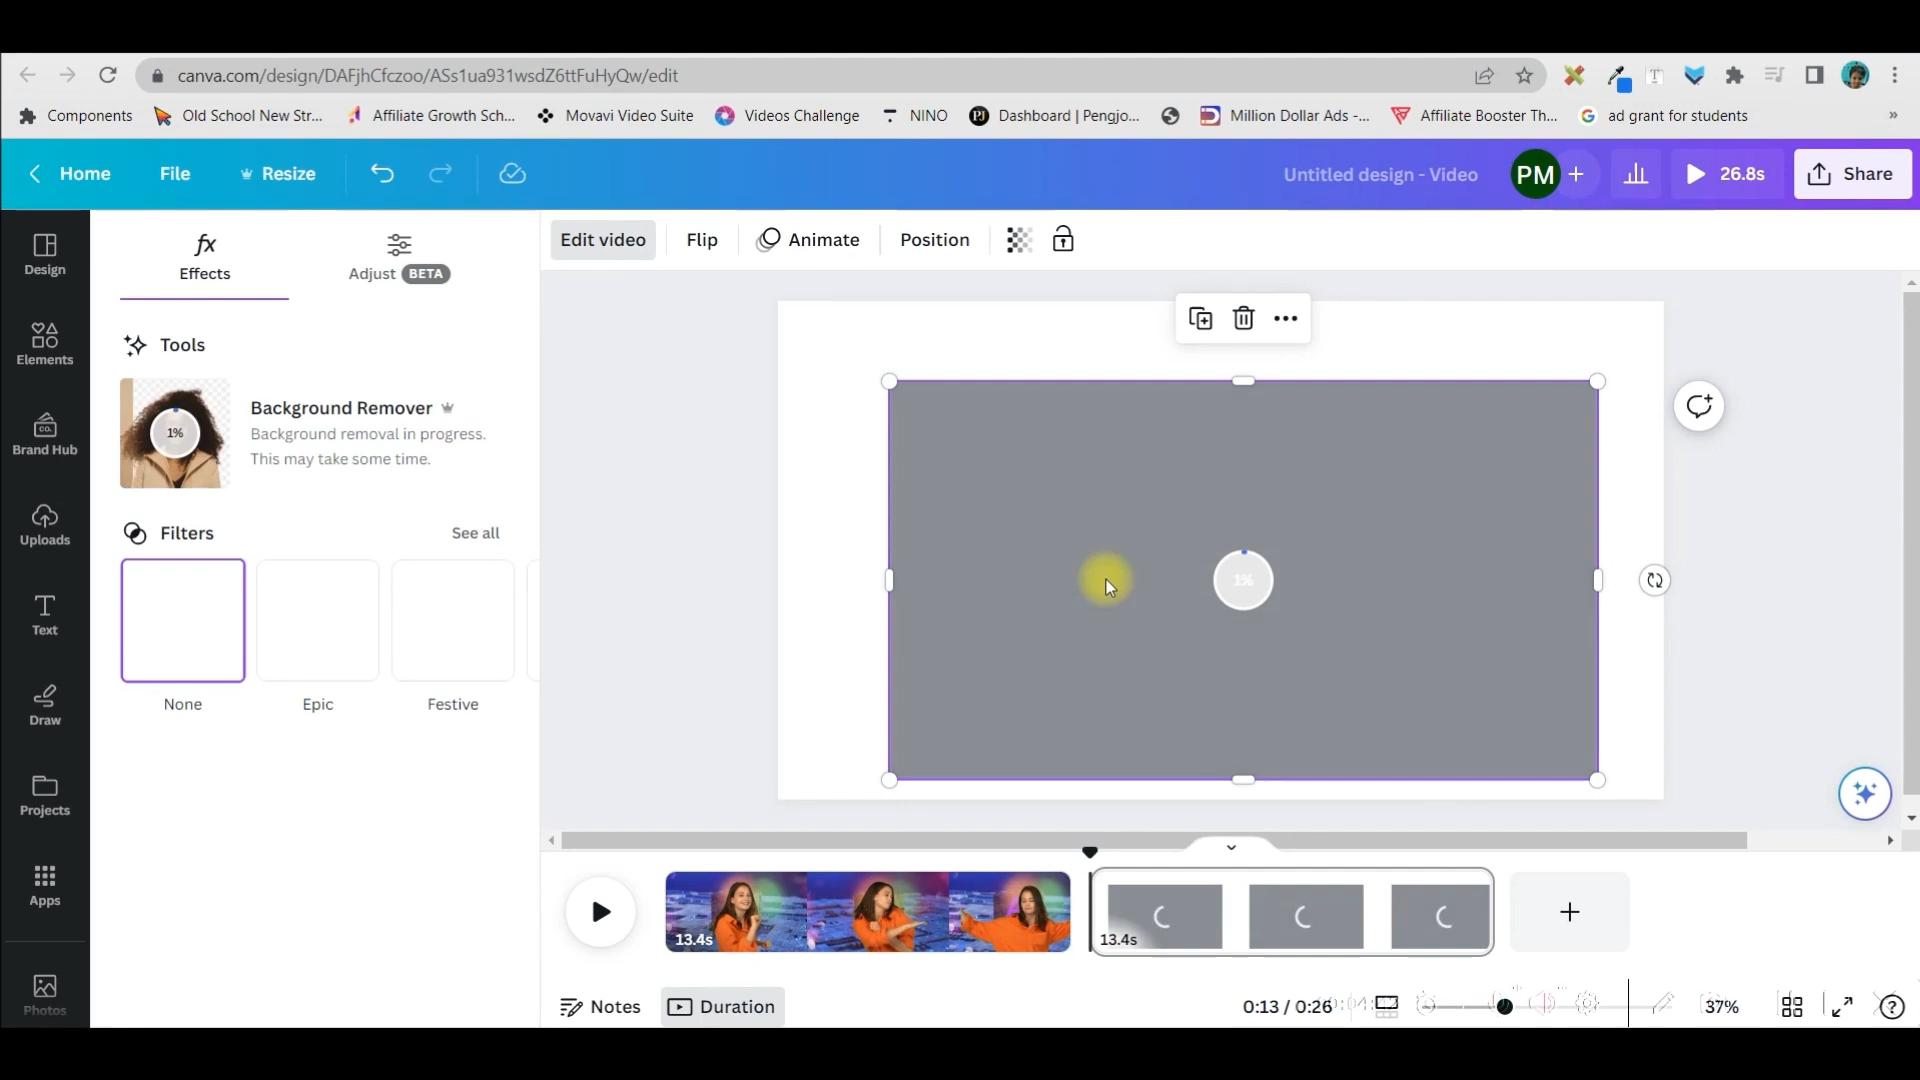 canva.com/design/DAFjhCfczoo/ASs1ua931wsdZ6ttFuHyQw/edit
Components Old School New Str... Affiliate Growth Sch... Movavi Video Suite Videos Challenge NINO PJ Dashboard | Pengjo... Million Dollar Ads -... Affiliate Booster Th... ad grant for students »
Home File Resize Untitled design - Video PM + 26.8s Share
Design
Elements
CO.
Brand Hub
Uploads
Text
Draw
Projects
Apps
Photos
fx
Effects
Adjust BETA
Edit video Flip Animate Position
Tools
1%
Background Remover
Background removal in progress.
This may take some time.
Filters See all
None Epic Festive
1%
13.4s
13.4s
Notes Duration 0:13 / 0:26 37%